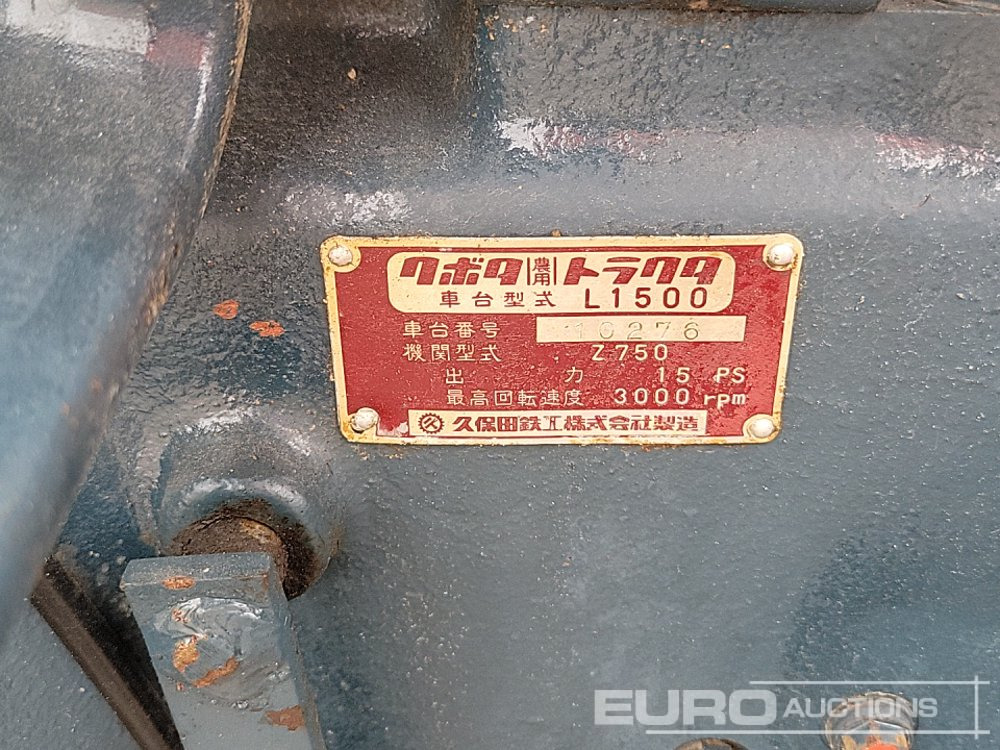 クボタ 農用 トラクタ
車台型式 L1500
車台番号 10276
機関型式 Z750
出力 15 PS
最高回転速度 3000 rpm
久保田鉄工株式会社製造
EURO AUCTIONS